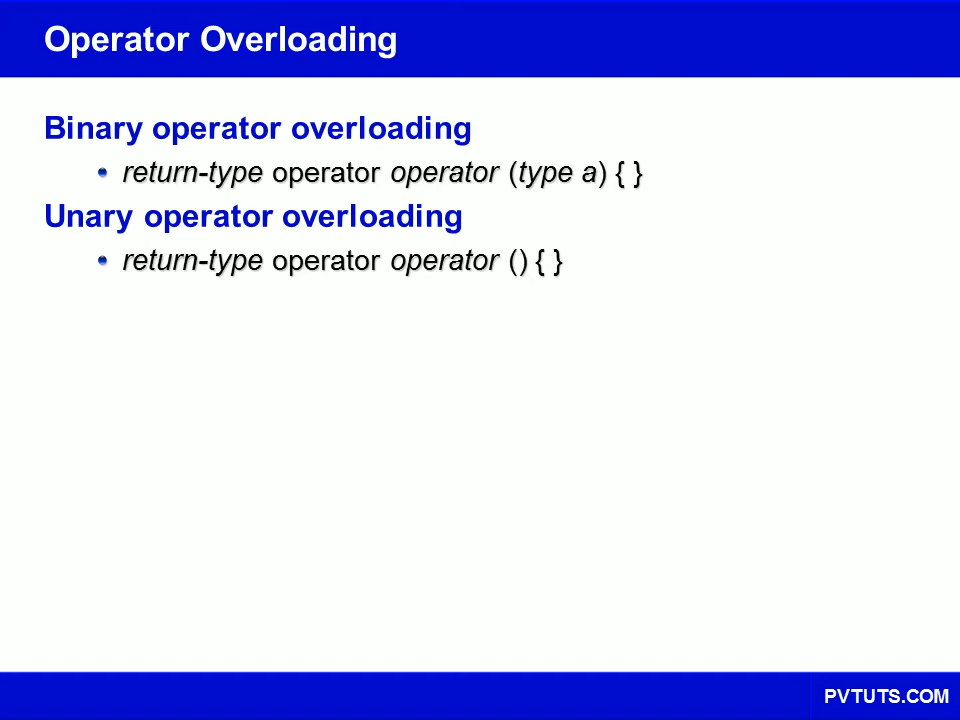 Operator Overloading
Binary operator overloading
• return-type operator operator (type a) { }
Unary operator overloading
• return-type operator operator () { }
PVTUTS.COM